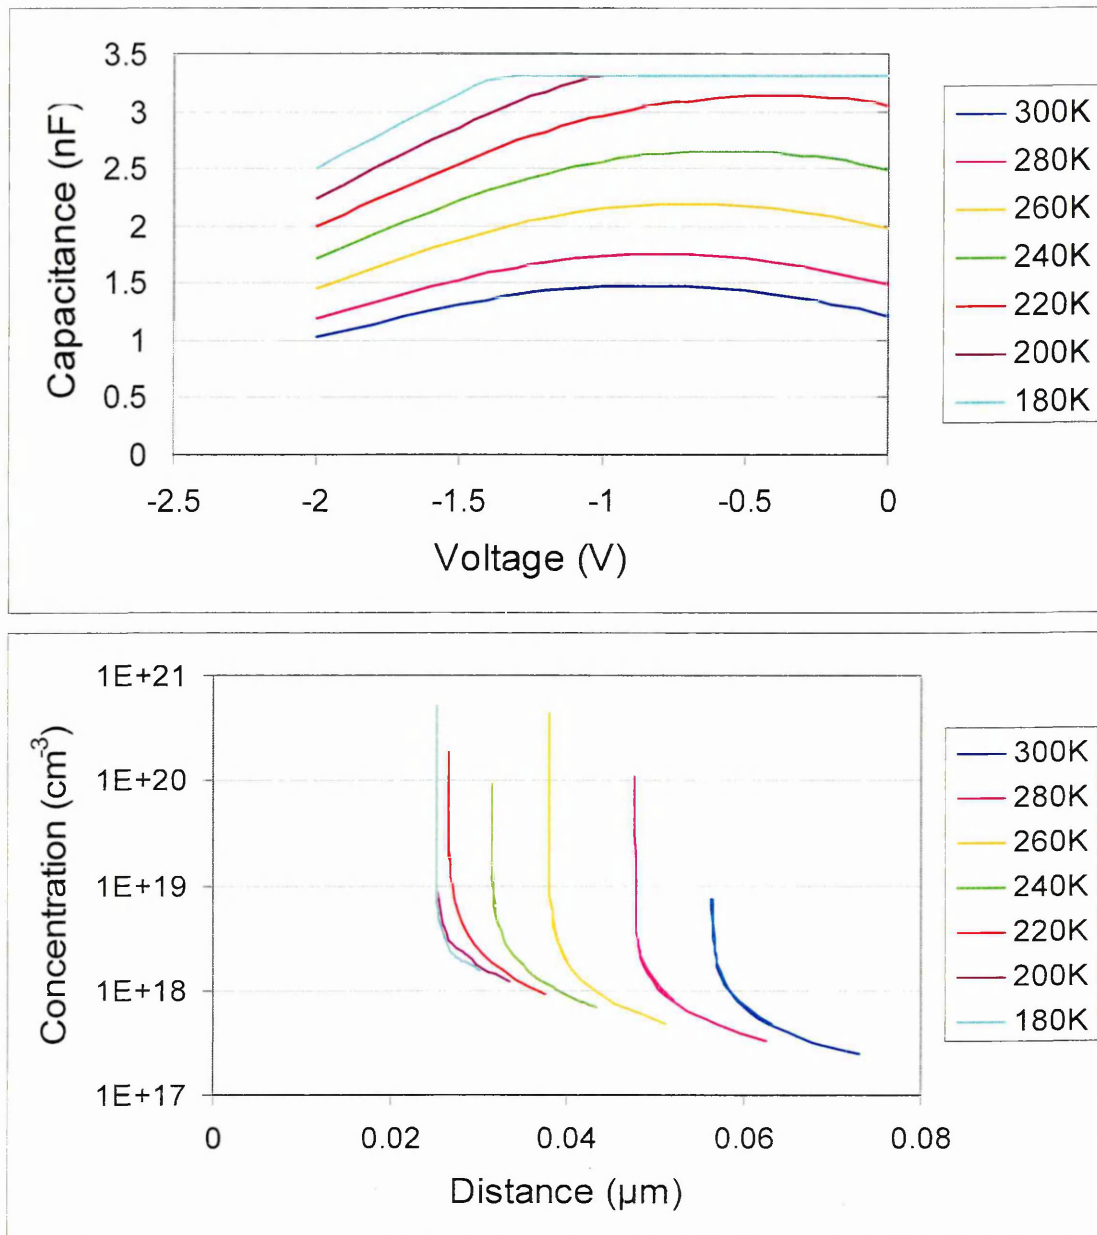 3.5
3
2.5
2
1.5
1
0.5
0
Capacitance (nF)
-2.5 -2 -1.5 -1 -0.5 0
Voltage (V)
300K
280K
260K
240K
220K
200K
180K
1E+21
1E+20
1E+19
1E+18
1E+17
Concentration (cm⁻³)
0 0.02 0.04 0.06 0.08
Distance (µm)
300K
280K
260K
240K
220K
200K
180K